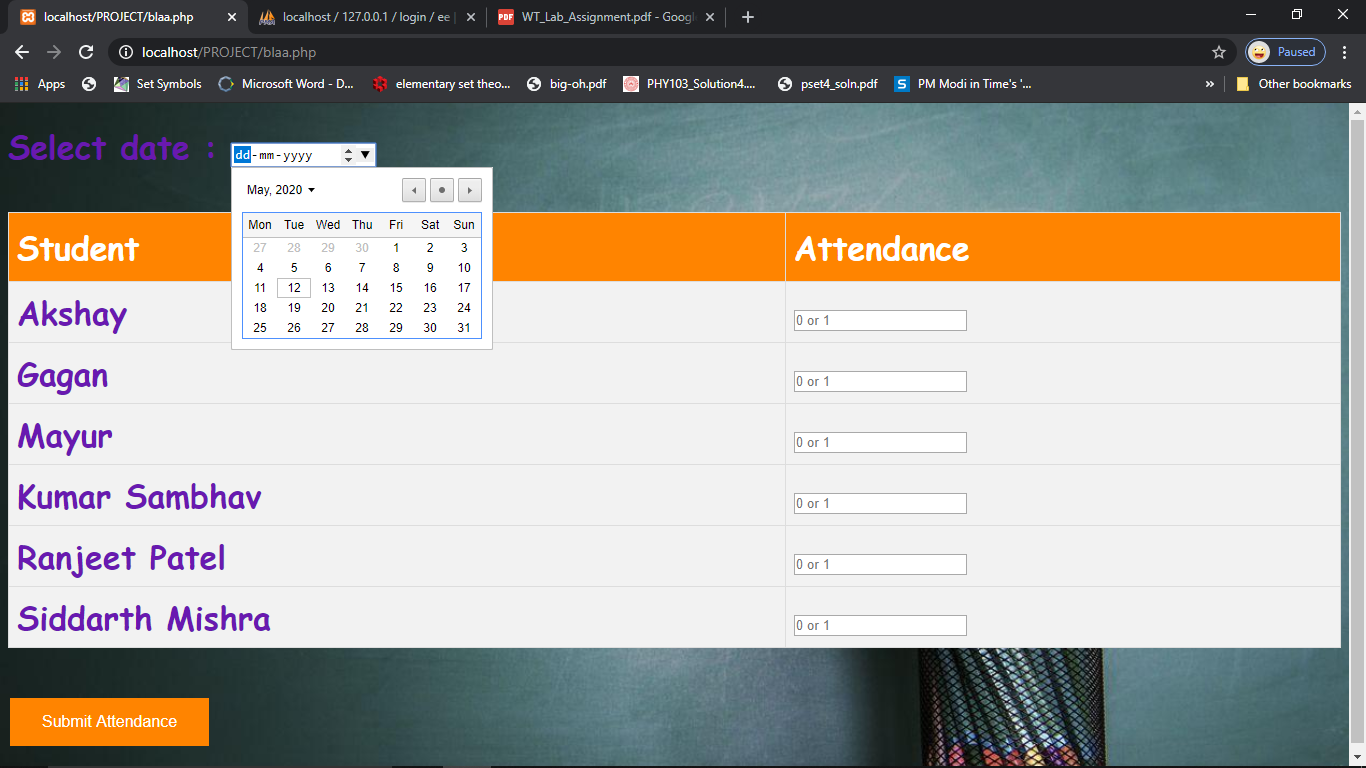 localhost/PROJECT/blaa.php
localhost / 127.0.0.1 / login / ee |
PDF WT_Lab_Assignment.pdf - Google
localhost/PROJECT/blaa.php
Paused
Apps
Set Symbols
Microsoft Word - D...
elementary set theo...
big-oh.pdf
PHY103_Solution4....
pset4_soln.pdf
S PM Modi in Time's '...
»
Other bookmarks
Select date :
dd-mm-yyyy
May, 2020
Mon Tue Wed Thu Fri Sat Sun
27 28 29 30 1 2 3
4 5 6 7 8 9 10
11 12 13 14 15 16 17
18 19 20 21 22 23 24
25 26 27 28 29 30 31
Student Attendance
Akshay 0 or 1
Gagan 0 or 1
Mayur 0 or 1
Kumar Sambhav 0 or 1
Ranjeet Patel 0 or 1
Siddarth Mishra 0 or 1
Submit Attendance